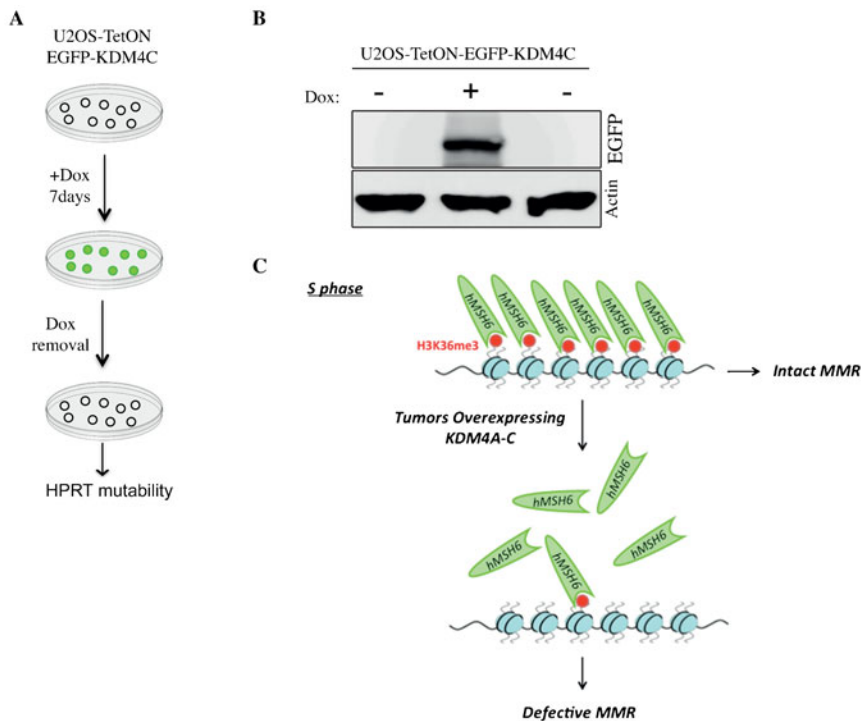 A
U2OS-TetON
EGFP-KDM4C
+Dox
7days
Dox
removal
HPRT mutability
B
U2OS-TetON-EGFP-KDM4C
Dox: - + -
EGFP
Actin
C
S phase
hMSH6 hMSH6 hMSH6 hMSH6 hMSH6 hMSH6
H3K36me3
Intact MMR
Tumors Overexpressing
KDM4A-C
hMSH6
hMSH6
hMSH6
hMSH6
hMSH6
Defective MMR